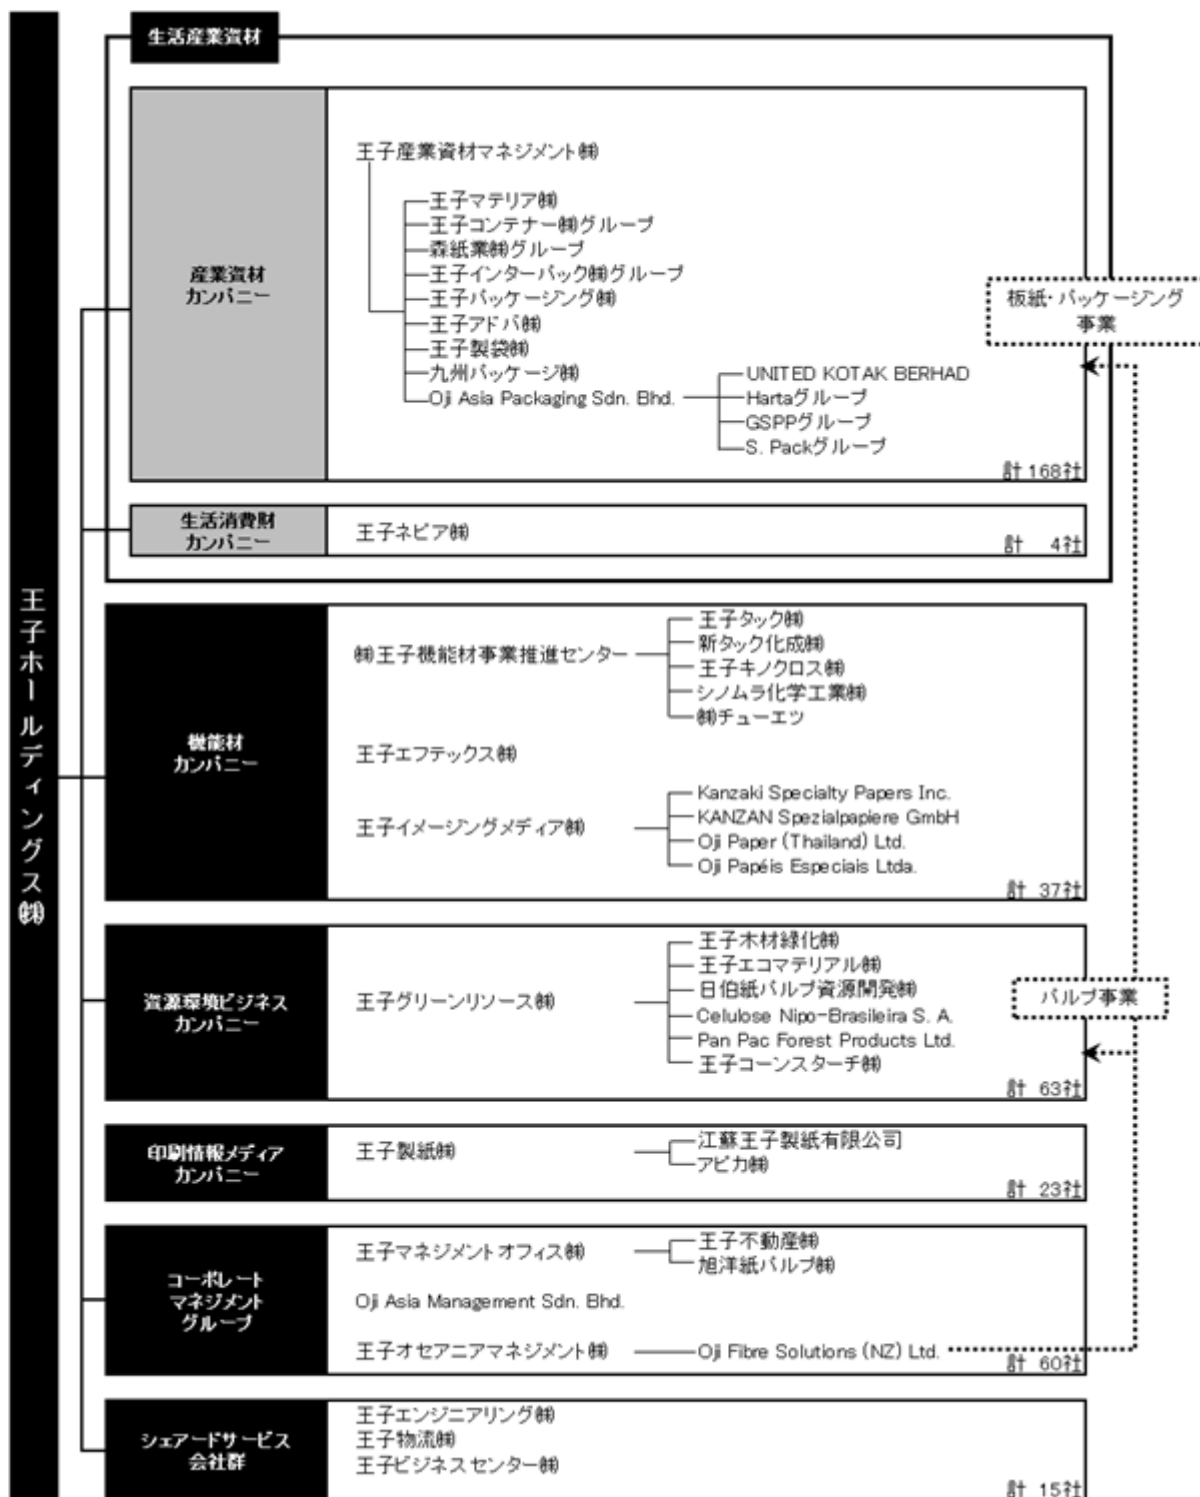 王子ホールディングス㈱
生活産業資材
産業資材
カンパニー
王子産業資材マネジメント㈱
王子マテリア㈱
王子コンテナー㈱グループ
森紙業㈱グループ
王子インターパック㈱グループ
王子パッケージング㈱
王子アドバ㈱
王子製袋㈱
九州パッケージ㈱
Oji Asia Packaging Sdn. Bhd.
UNITED KOTAK BERHAD
Hartaグループ
GSPPグループ
S. Packグループ
計 168社
板紙・パッケージング
事業
生活消費財
カンパニー
王子ネピア㈱
計 4社
機能材
カンパニー
㈱王子機能材事業推進センター
王子タック㈱
新タック化成㈱
王子キノクロス㈱
シノムラ化学工業㈱
㈱チューエツ
王子エフテックス㈱
王子イメージングメディア㈱
Kanzaki Specialty Papers Inc.
KANZAN Spezialpapiere GmbH
Oji Paper (Thailand) Ltd.
Oji Papéis Especiais Ltda.
計 37社
資源環境ビジネス
カンパニー
王子グリーンリソース㈱
王子木材緑化㈱
王子エコマテリアル㈱
日伯紙パルプ資源開発㈱
Celulose Nipo-Brasileira S. A.
Pan Pac Forest Products Ltd.
王子コーンスターチ㈱
計 63社
パルプ事業
印刷情報メディア
カンパニー
王子製紙㈱
江蘇王子製紙有限公司
アピカ㈱
計 23社
コーポレート
マネジメント
グループ
王子マネジメントオフィス㈱
王子不動産㈱
旭洋紙パルプ㈱
Oji Asia Management Sdn. Bhd.
王子オセアニアマネジメント㈱
Oji Fibre Solutions (NZ) Ltd.
計 60社
シェアードサービス
会社群
王子エンジニアリング㈱
王子物流㈱
王子ビジネスセンター㈱
計 15社